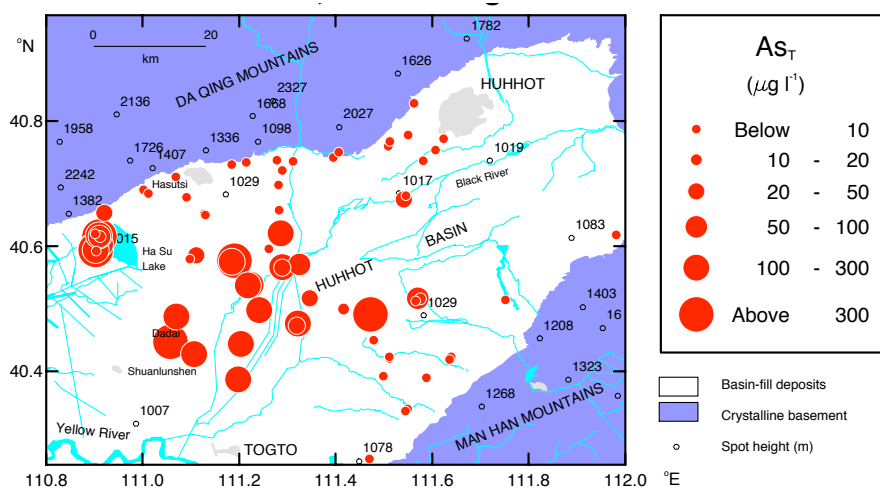 °N
0 20
km
DA QING MOUNTAINS
1782
1626
2327
1668
2136
2027
1098
1336
1958
1726
1407
HUHHOT
1019
2242
1382
Hasutsi
1029
1017
Black River
015
Ha Su
Lake
HUHHOT
BASIN
1083
1029
1403
16
1208
Dadai
Shuanlunshen
1323
1268
MAN HAN MOUNTAINS
1007
Yellow River
TOGTO
1078
40.8
40.6
40.4
110.8 111.0 111.2 111.4 111.6 111.8 112.0
°E
As T
(µg l⁻¹)
Below 10
10 - 20
20 - 50
50 - 100
100 - 300
Above 300
Basin-fill deposits
Crystalline basement
Spot height (m)